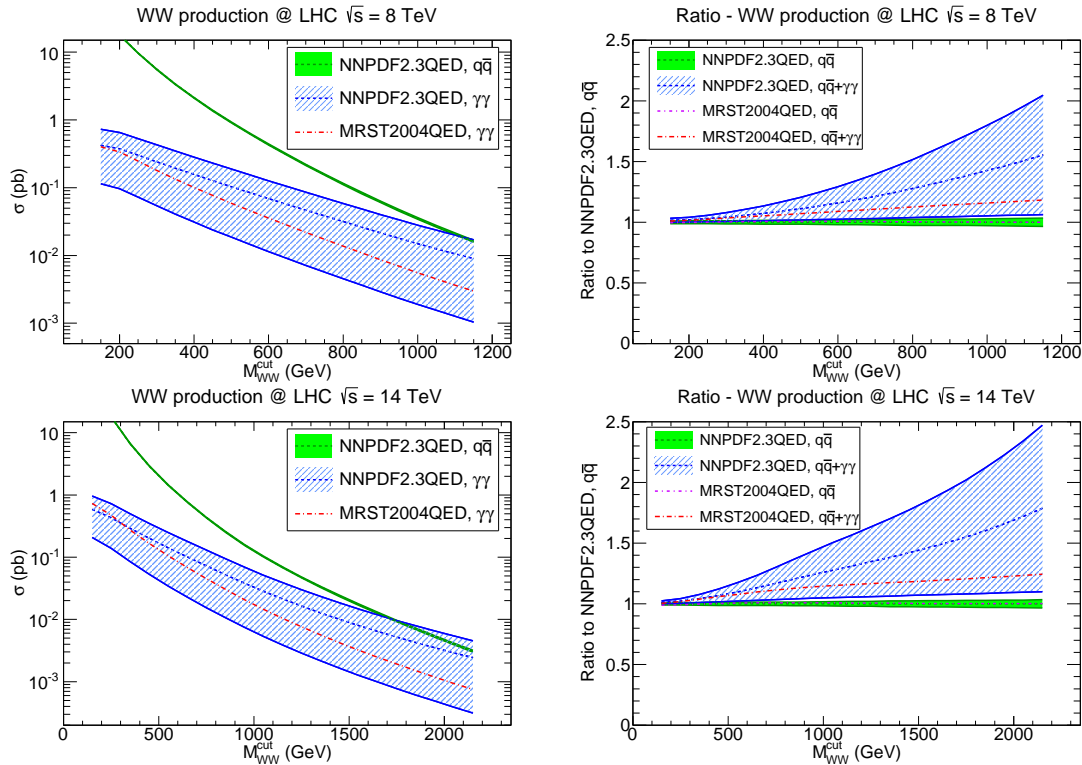 WW production @ LHC √s = 8 TeV
σ (pb)
10
1
10⁻¹
10⁻²
10⁻³
NNPDF2.3QED, qq̄
NNPDF2.3QED, γγ
MRST2004QED, γγ
200 400 600 800 1000 1200
M_WW^cut (GeV)
Ratio - WW production @ LHC √s = 8 TeV
Ratio to NNPDF2.3QED, qq̄
2.5
2
1.5
1
0.5
0
NNPDF2.3QED, qq̄
NNPDF2.3QED, qq̄+γγ
MRST2004QED, qq̄
MRST2004QED, qq̄+γγ
200 400 600 800 1000 1200
M_WW^cut (GeV)
WW production @ LHC √s = 14 TeV
σ (pb)
10
1
10⁻¹
10⁻²
10⁻³
NNPDF2.3QED, qq̄
NNPDF2.3QED, γγ
MRST2004QED, γγ
0 500 1000 1500 2000
M_WW^cut (GeV)
Ratio - WW production @ LHC √s = 14 TeV
Ratio to NNPDF2.3QED, qq̄
2.5
2
1.5
1
0.5
0
NNPDF2.3QED, qq̄
NNPDF2.3QED, qq̄+γγ
MRST2004QED, qq̄
MRST2004QED, qq̄+γγ
0 500 1000 1500 2000
M_WW^cut (GeV)